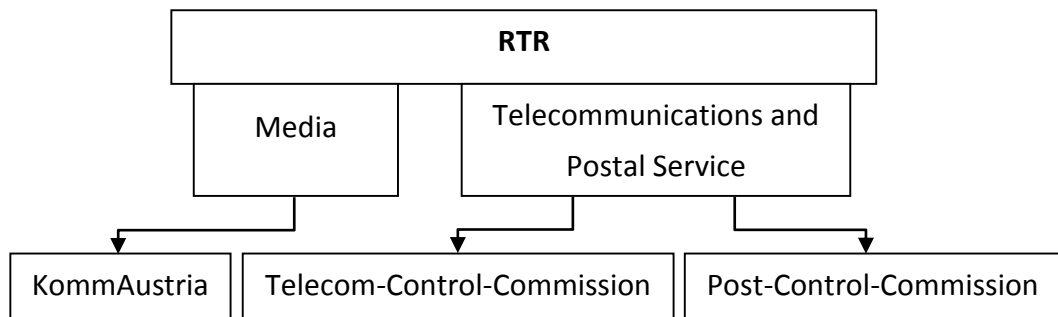 RTR
Media
Telecommunications and
Postal Service
KommAustria
Telecom-Control-Commission
Post-Control-Commission